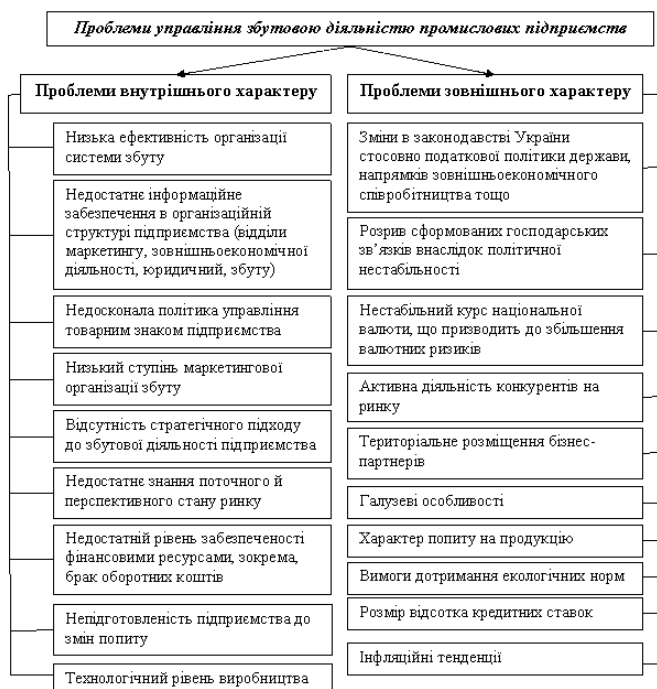 Проблеми управління збутовою діяльністю промислових підприємств
Проблеми внутрішнього характеру
Низька ефективність організації
системи збуту
Недостатнє інформаційне
забезпечення в організаційній
структурі підприємства (відділи
маркетингу, зовнішньоекономічної
діяльності, юридичний, збуту)
Недосконала політика управління
товарним знаком підприємства
Низький ступінь маркетингової
організації збуту
Відсутність стратегічного підходу
до збутової діяльності підприємства
Недостатнє знання поточного й
перспективного стану ринку
Недостатній рівень забезпеченості
фінансовими ресурсами, зокрема,
брак оборотних коштів
Непідготовленість підприємства до
змін попиту
Технологічний рівень виробництва
Проблеми зовнішнього характеру
Зміни в законодавстві України
стосовно податкової політики держави,
напрямків зовнішньоекономічного
співробітництва тощо
Розрив сформованих господарських
зв’язків внаслідок політичної
нестабільності
Нестабільний курс національної
валюти, що призводить до збільшення
валютних ризиків
Активна діяльність конкурентів на
ринку
Територіальне розміщення бізнес-
партнерів
Галузеві особливості
Характер попиту на продукцію
Вимоги дотримання екологічних норм
Розмір відсотка кредитних ставок
Інфляційні тенденції